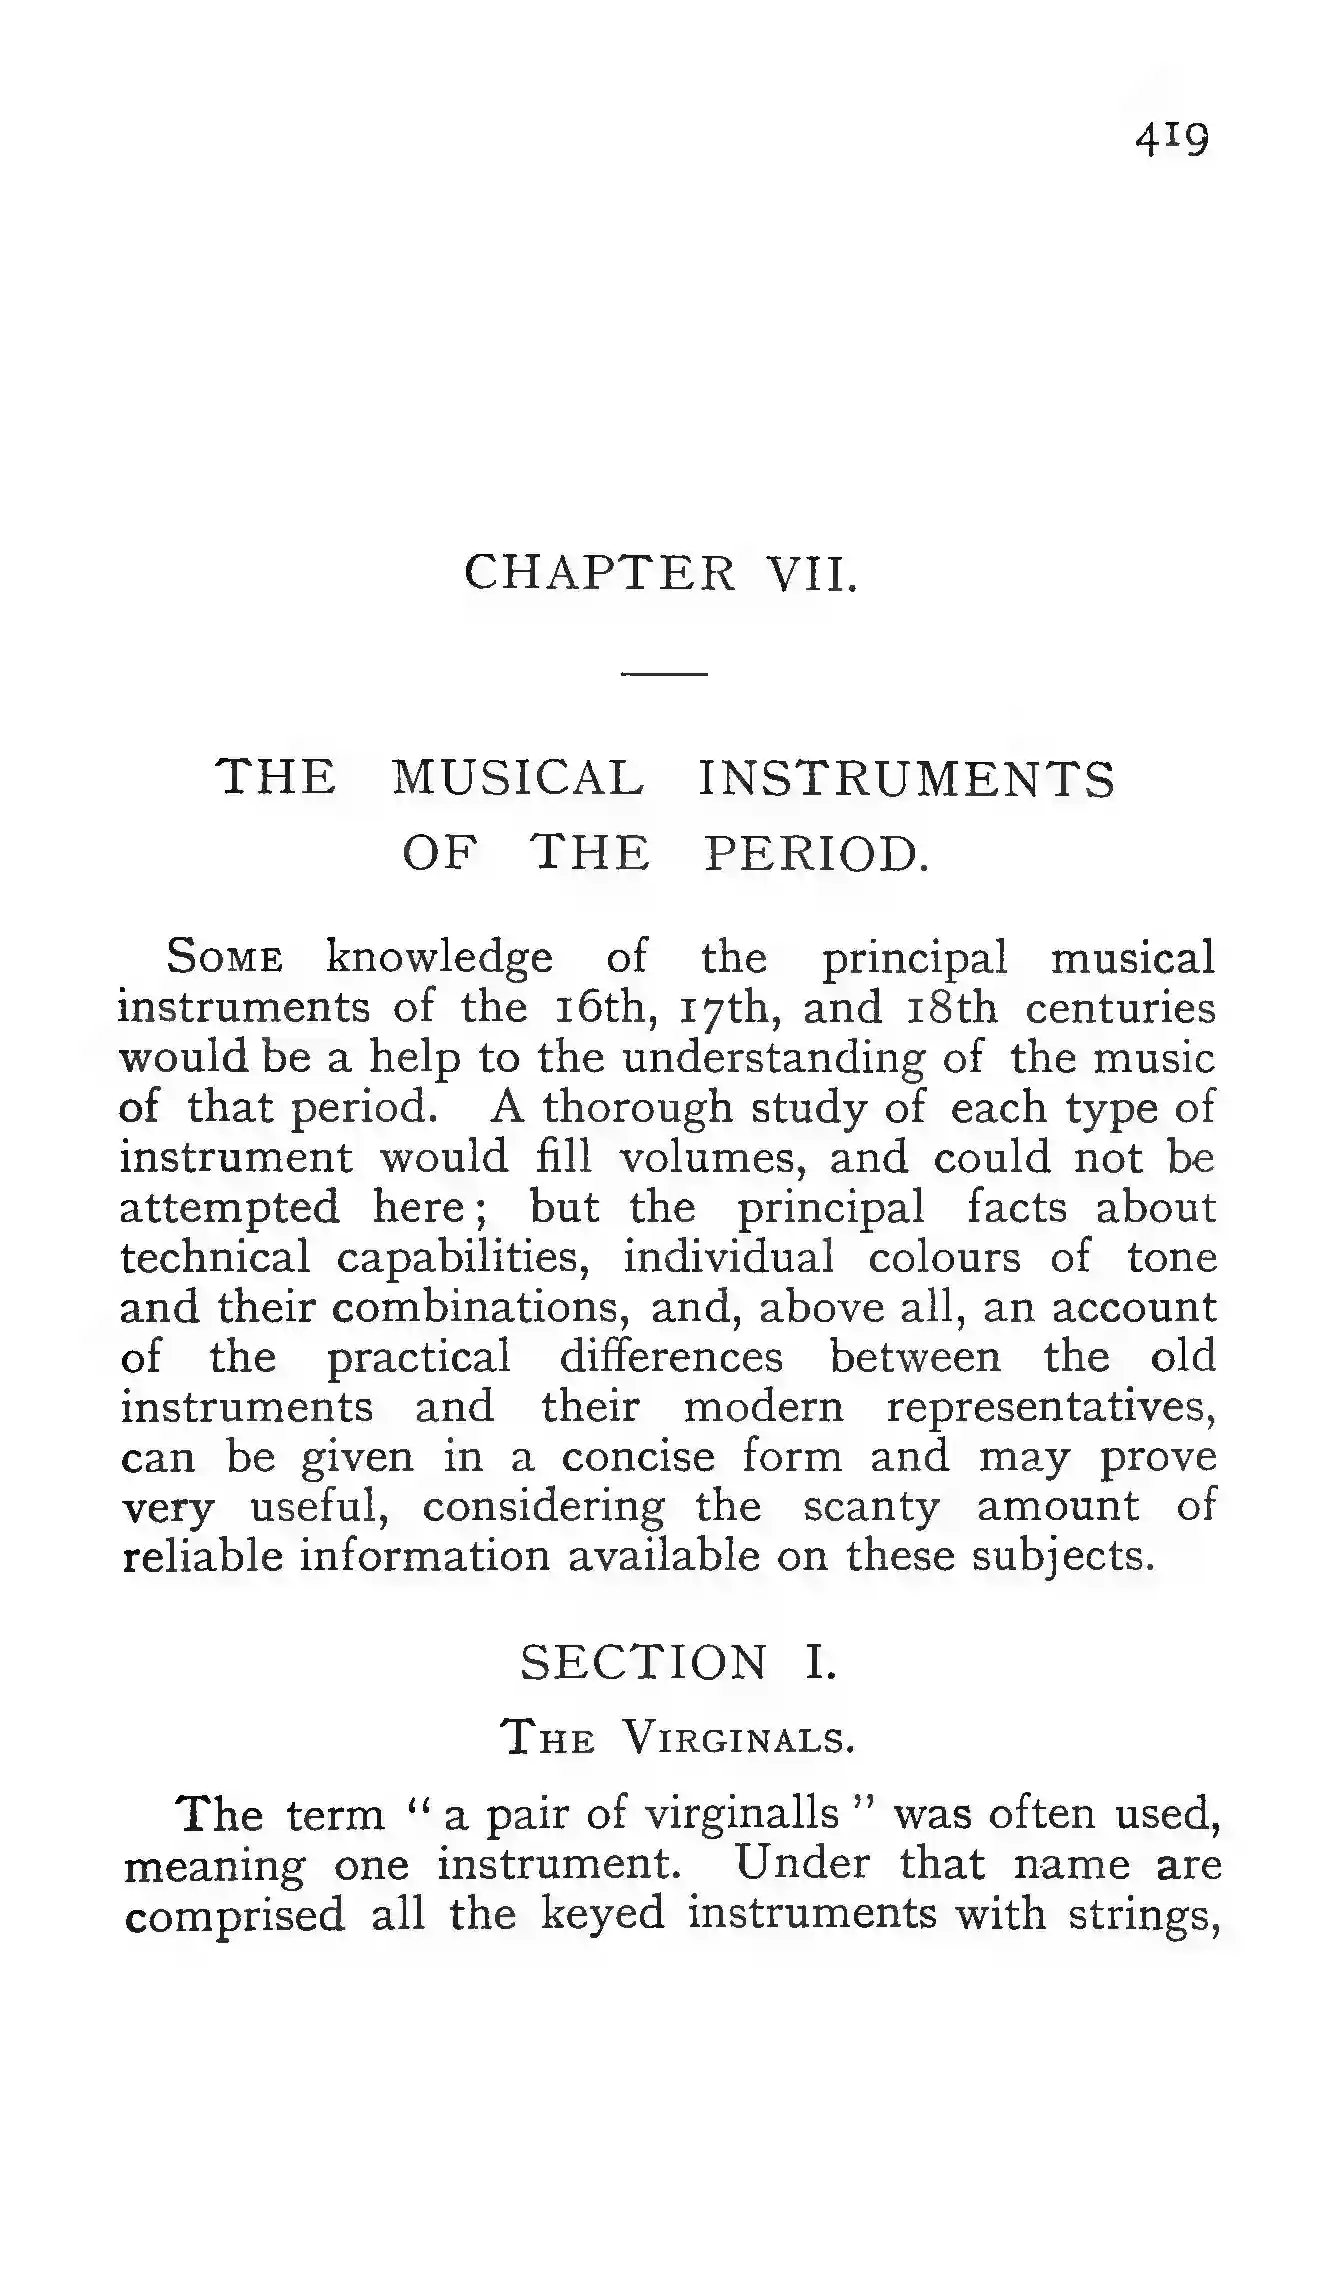 419
CHAPTER VII.
THE MUSICAL INSTRUMENTS
OF THE PERIOD.
SOME knowledge of the principal musical
instruments of the 16th, 17th, and 18th centuries
would be a help to the understanding of the music
of that period. A thorough study of each type of
instrument would fill volumes, and could not be
attempted here; but the principal facts about
technical capabilities, individual colours of tone
and their combinations, and, above all, an account
of the practical differences between the old
instruments and their modern representatives,
can be given in a concise form and may prove
very useful, considering the scanty amount of
reliable information available on these subjects.
SECTION I.
THE VIRGINALS.
The term “ a pair of virginalls ” was often used,
meaning one instrument. Under that name are
comprised all the keyed instruments with strings,